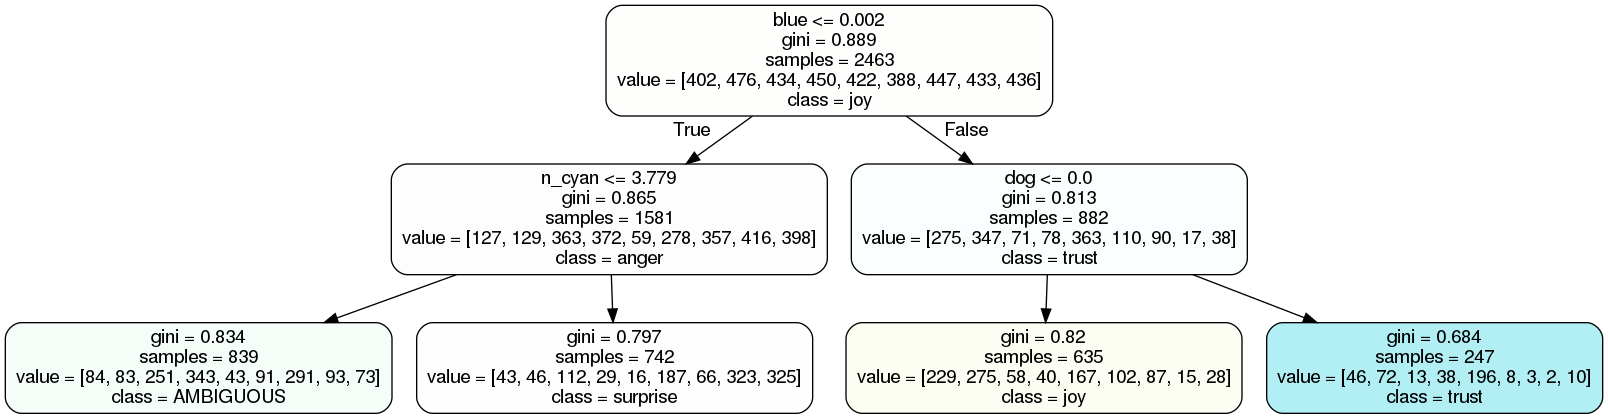 blue <= 0.002
gini = 0.889
samples = 2463
value = [402, 476, 434, 450, 422, 388, 447, 433, 436]
class = joy
True
False
n_cyan <= 3.779
gini = 0.865
samples = 1581
value = [127, 129, 363, 372, 59, 278, 357, 416, 398]
class = anger
dog <= 0.0
gini = 0.813
samples = 882
value = [275, 347, 71, 78, 363, 110, 90, 17, 38]
class = trust
gini = 0.834
samples = 839
value = [84, 83, 251, 343, 43, 91, 291, 93, 73]
class = AMBIGUOUS
gini = 0.797
samples = 742
value = [43, 46, 112, 29, 16, 187, 66, 323, 325]
class = surprise
gini = 0.82
samples = 635
value = [229, 275, 58, 40, 167, 102, 87, 15, 28]
class = joy
gini = 0.684
samples = 247
value = [46, 72, 13, 38, 196, 8, 3, 2, 10]
class = trust